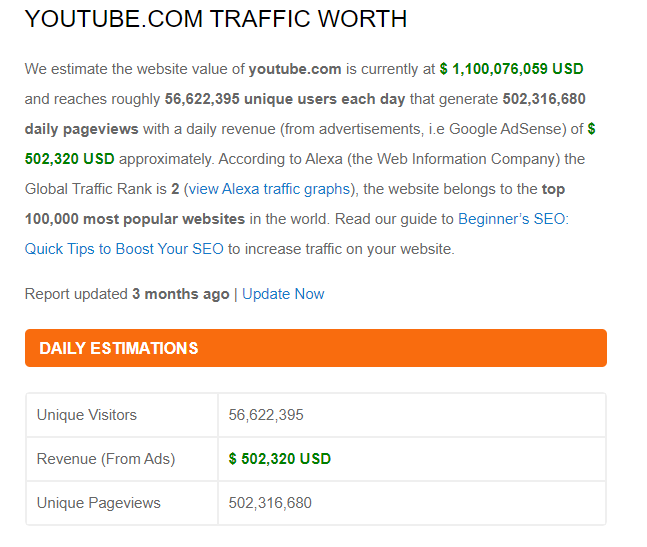 YOUTUBE.COM TRAFFIC WORTH
We estimate the website value of youtube.com is currently at $ 1,100,076,059 USD
and reaches roughly 56,622,395 unique users each day that generate 502,316,680
daily pageviews with a daily revenue (from advertisements, i.e Google AdSense) of $
502,320 USD approximately. According to Alexa (the Web Information Company) the
Global Traffic Rank is 2 (view Alexa traffic graphs), the website belongs to the top
100,000 most popular websites in the world. Read our guide to Beginner’s SEO:
Quick Tips to Boost Your SEO to increase traffic on your website.
Report updated 3 months ago | Update Now
DAILY ESTIMATIONS
Unique Visitors 56,622,395
Revenue (From Ads) $ 502,320 USD
Unique Pageviews 502,316,680